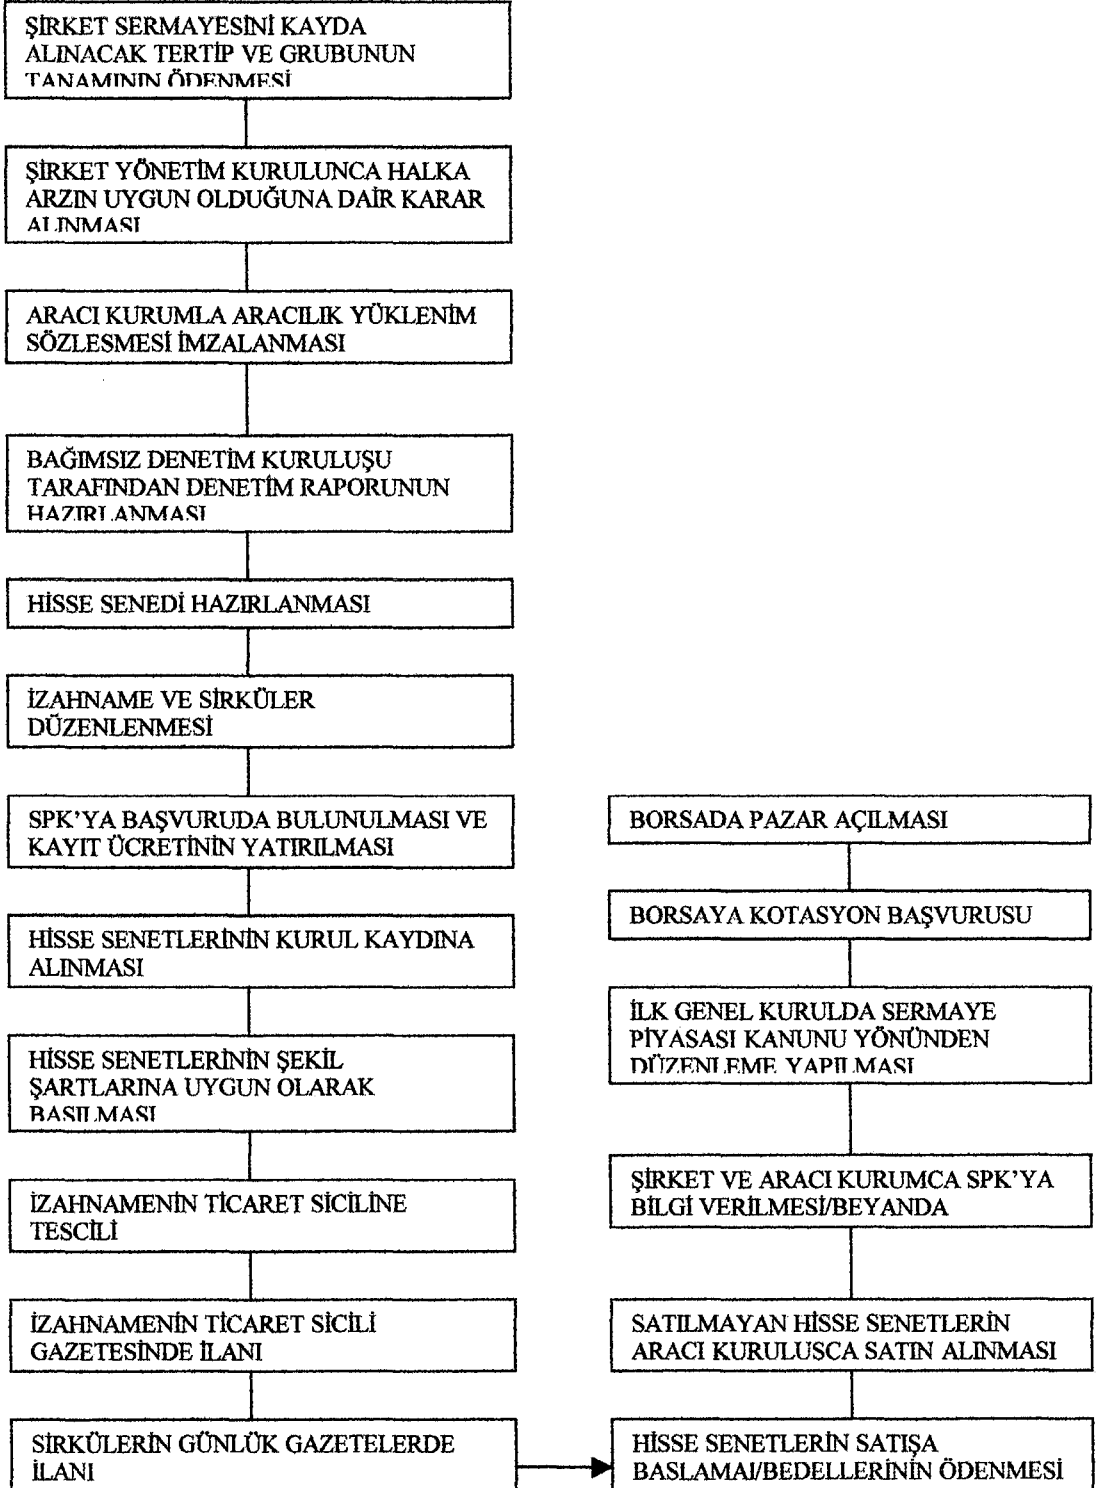 ŞİRKET SERMAYESİNİ KAYDA
ALINACAK TERTİP VE GRUBUNUN
TANAMININ ÖDENMESİ
ŞİRKET YÖNETİM KURULUNCA HALKA
ARZIN UYGUN OLDUĞUNA DAİR KARAR
ALINMASI
ARACI KURUMLA ARACILIK YÜKLENİM
SÖZLESMESİ İMZALANMASI
BAĞIMSIZ DENETİM KURULUŞU
TARAFINDAN DENETİM RAPORUNUN
HAZIRLANMASI
HİSSE SENEDİ HAZIRLANMASI
İZAHNAME VE SİRKÜLER
DÜZENLENMESİ
SPK'YA BAŞVURUDA BULUNULMASI VE
KAYIT ÜCRETİNİN YATIRILMASI
HİSSE SENETLERİNİN KURUL KAYDINA
ALINMASI
HİSSE SENETLERİNİN ŞEKİL
ŞARTLARINA UYGUN OLARAK
BASILMASI
İZAHNAMENİN TİCARET SİCİLİNE
TESCİLİ
İZAHNAMENİN TİCARET SİCİLİ
GAZETESİNDE İLANI
SİRKÜLERİN GÜNLÜK GAZETELERDE
İLANI
BORSADA PAZAR AÇILMASI
BORSAYA KOTASYON BAŞVURUSU
İLK GENEL KURULDA SERMAYE
PİYASASI KANUNU YÖNÜNDEN
DÜZENLEME YAPILMASI
ŞİRKET VE ARACI KURUMCA SPK'YA
BİLGİ VERİLMESİ/BEYANDA
SATILMAYAN HİSSE SENETLERİN
ARACI KURULUSCA SATIN ALINMASI
HİSSE SENETLERİN SATIŞA
BASLAMAI/BEDELLERİNİN ÖDENMESİ